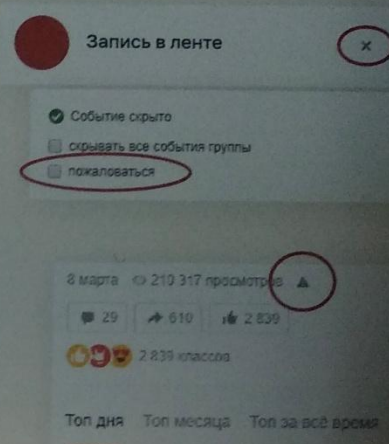 Запись в ленте
Событие скрыто
скрывать все события группы
пожаловаться
8 марта 210 317 просмотров
29 610 2 839
2 839 классов
Топ дня Топ месяца Топ за всё время